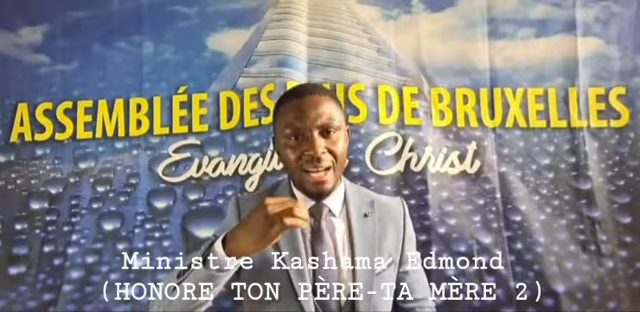 ASSEMBLÉE DES DE BRUXELLES
Christ
Ministre Kashama Edmond
(HONORE TON PÈRE-TA MÈRE 2)